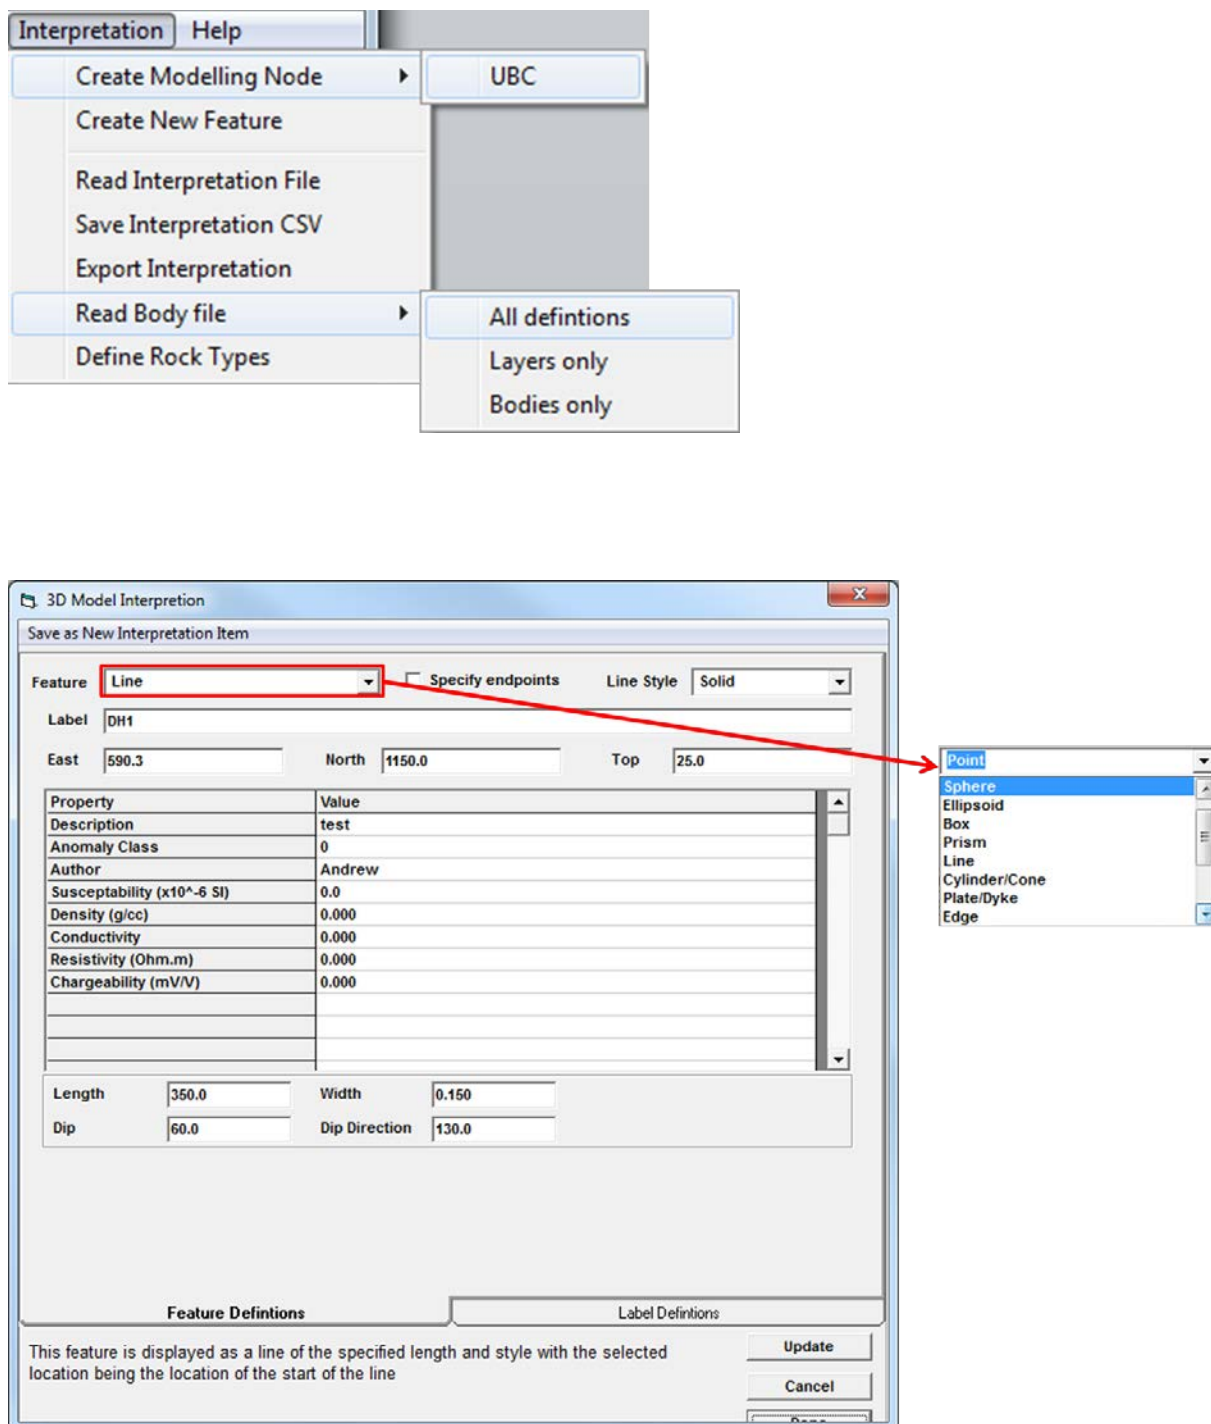 Interpretation Help
Create Modelling Node UBC
Create New Feature
Read Interpretation File
Save Interpretation CSV
Export Interpretation
Read Body file All defintions
Define Rock Types Layers only
Bodies only
3D Model Interpretion
Save as New Interpretation Item
Feature Line Specify endpoints Line Style Solid
Label DH1
East 590.3 North 1150.0 Top 25.0
Property Value
Description test
Anomaly Class 0
Author Andrew
Susceptability (x10^-6 SI) 0.0
Density (g/cc) 0.000
Conductivity 0.000
Resistivity (Ohm.m) 0.000
Chargeability (mV/V) 0.000
Length 350.0 Width 0.150
Dip 60.0 Dip Direction 130.0
Feature Defintions Label Defintions
This feature is displayed as a line of the specified length and style with the selected
location being the location of the start of the line
Update
Cancel
Done
Point
Sphere
Ellipsoid
Box
Prism
Line
Cylinder/Cone
Plate/Dyke
Edge